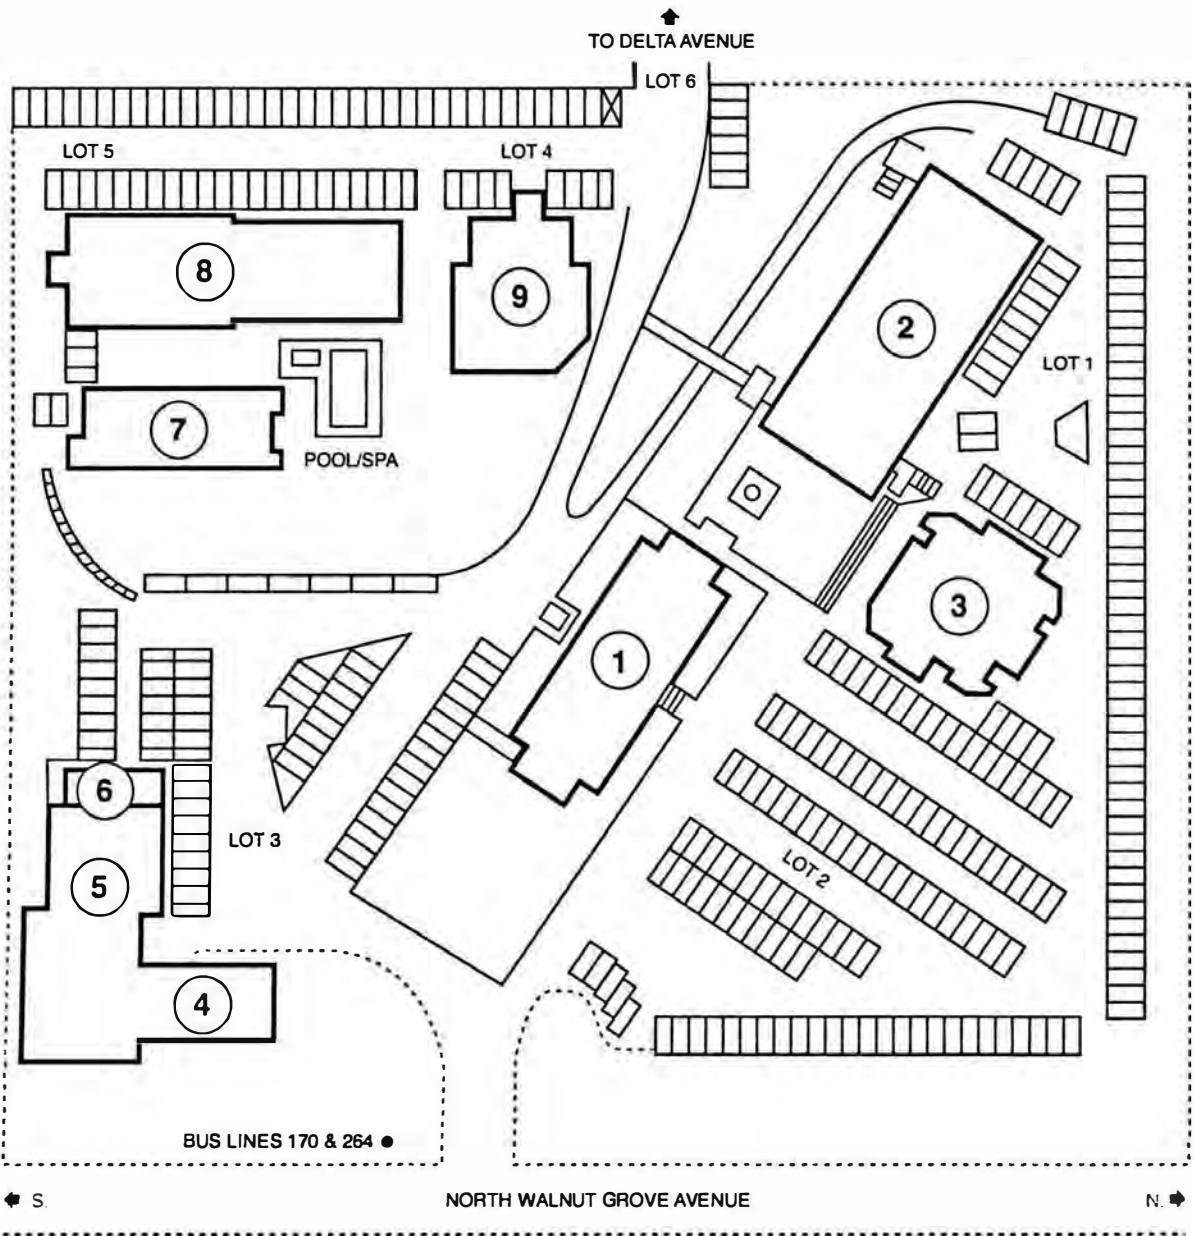 TO DELTA AVENUE
LOT 6
LOT 5
LOT 4
8
9
2
LOT 1
7
POOL/SPA
3
1
6
LOT 3
5
LOT 2
4
BUS LINES 170 & 264
S.
NORTH WALNUT GROVE AVENUE
N.